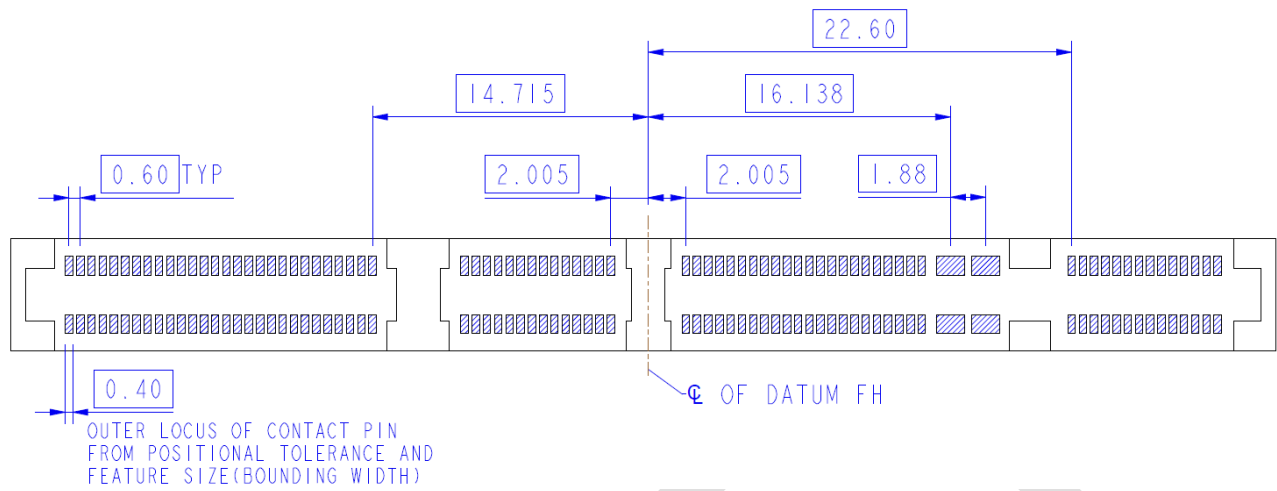 22.60
14.715
16.138
0.60 TYP
2.005
2.005
1.88
0.40
℄ OF DATUM FH
OUTER LOCUS OF CONTACT PIN
FROM POSITIONAL TOLERANCE AND
FEATURE SIZE(BOUNDING WIDTH)